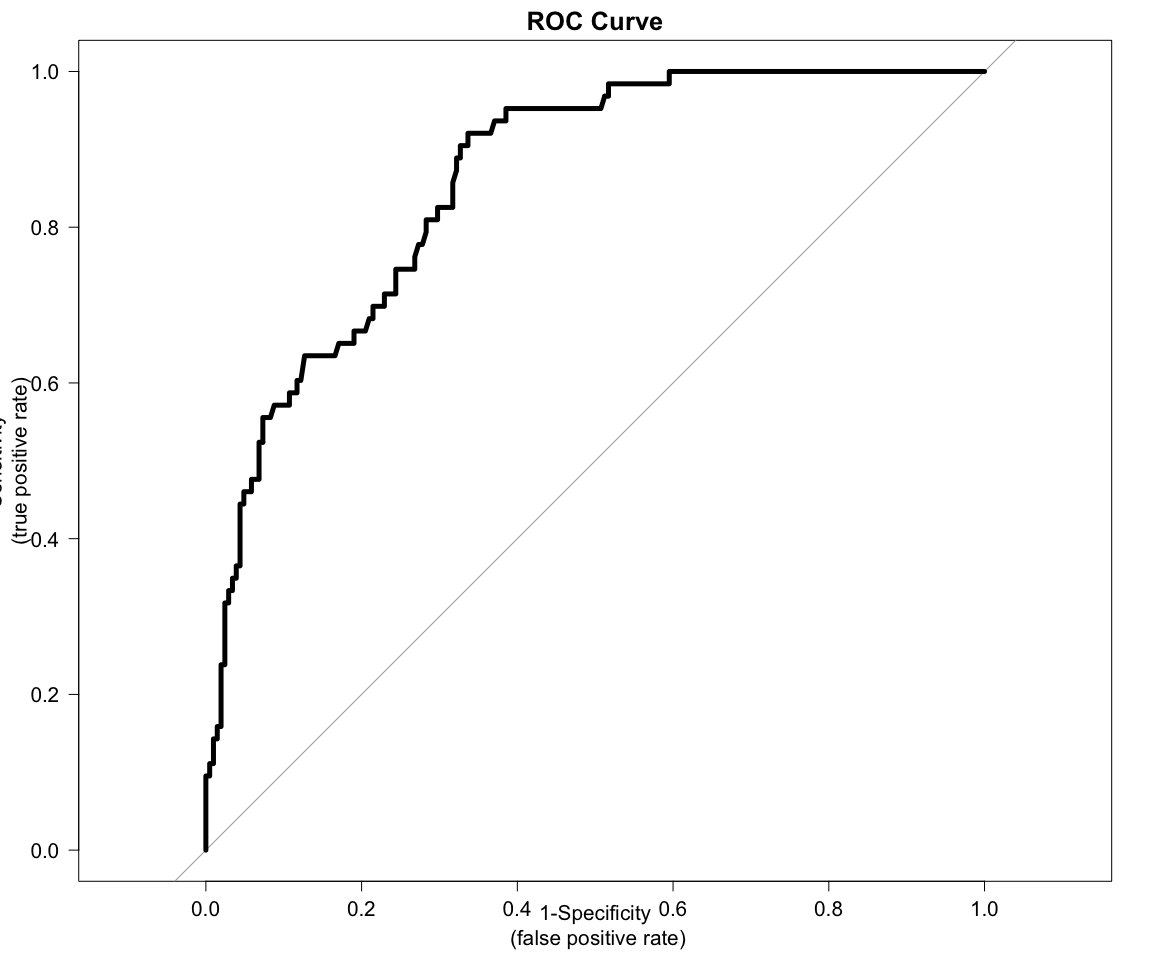 ROC Curve
1.0
0.8
0.6
0.4
0.2
0.0
(true positive rate)
0.0 0.2 0.4 0.6 0.8 1.0
1-Specificity
(false positive rate)